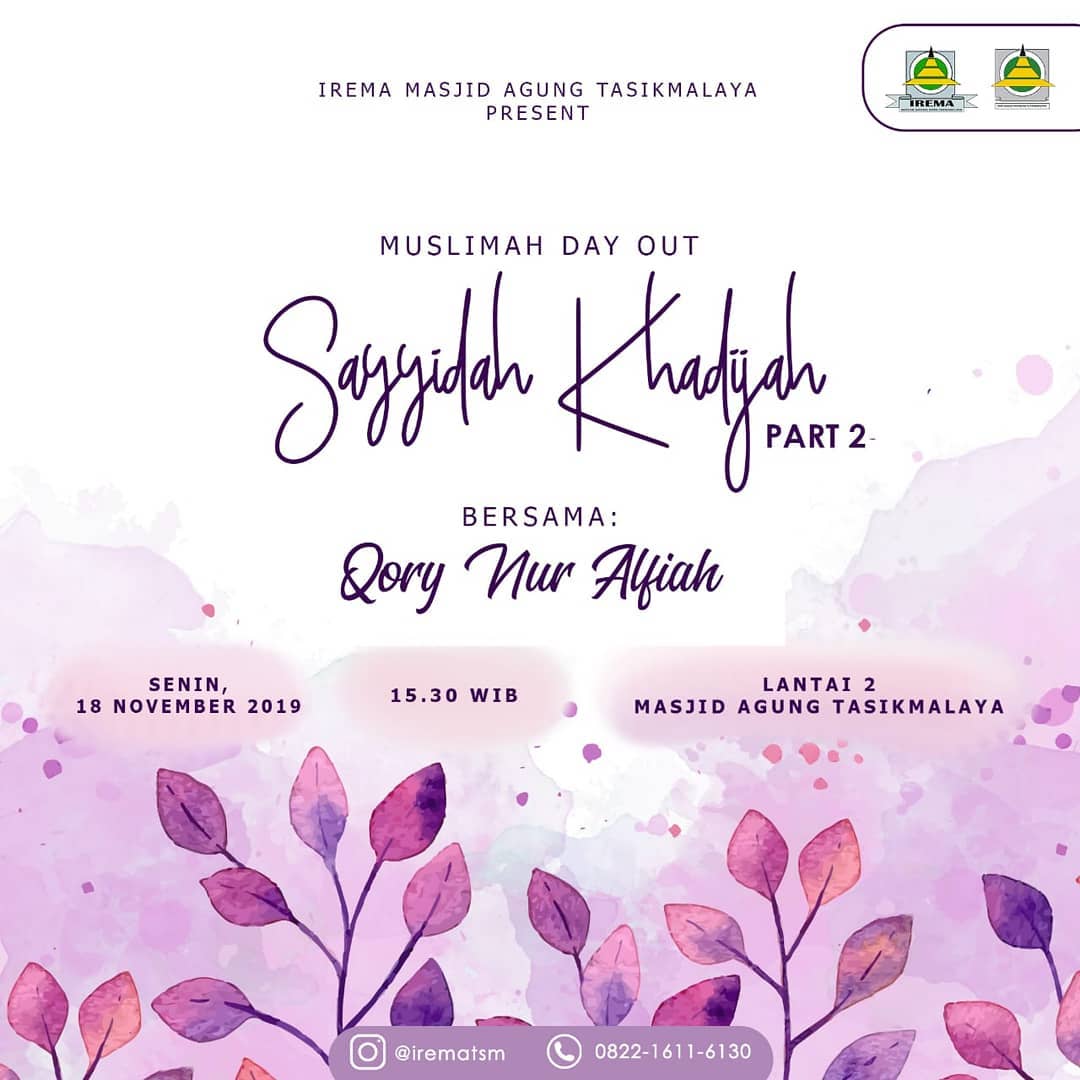 IREMA MASJID AGUNG TASIKMALAYA
PRESENT
IREMA
MUSLIMAH DAY OUT
Sayyidah Khadijah
PART 2-
BERSAMA:
Qory Nur Alfiah
SENIN,
18 NOVEMBER 2019
15.30 WIB
LANTAI 2
MASJID AGUNG TASIKMALAYA
@irematsm
0822-1611-6130